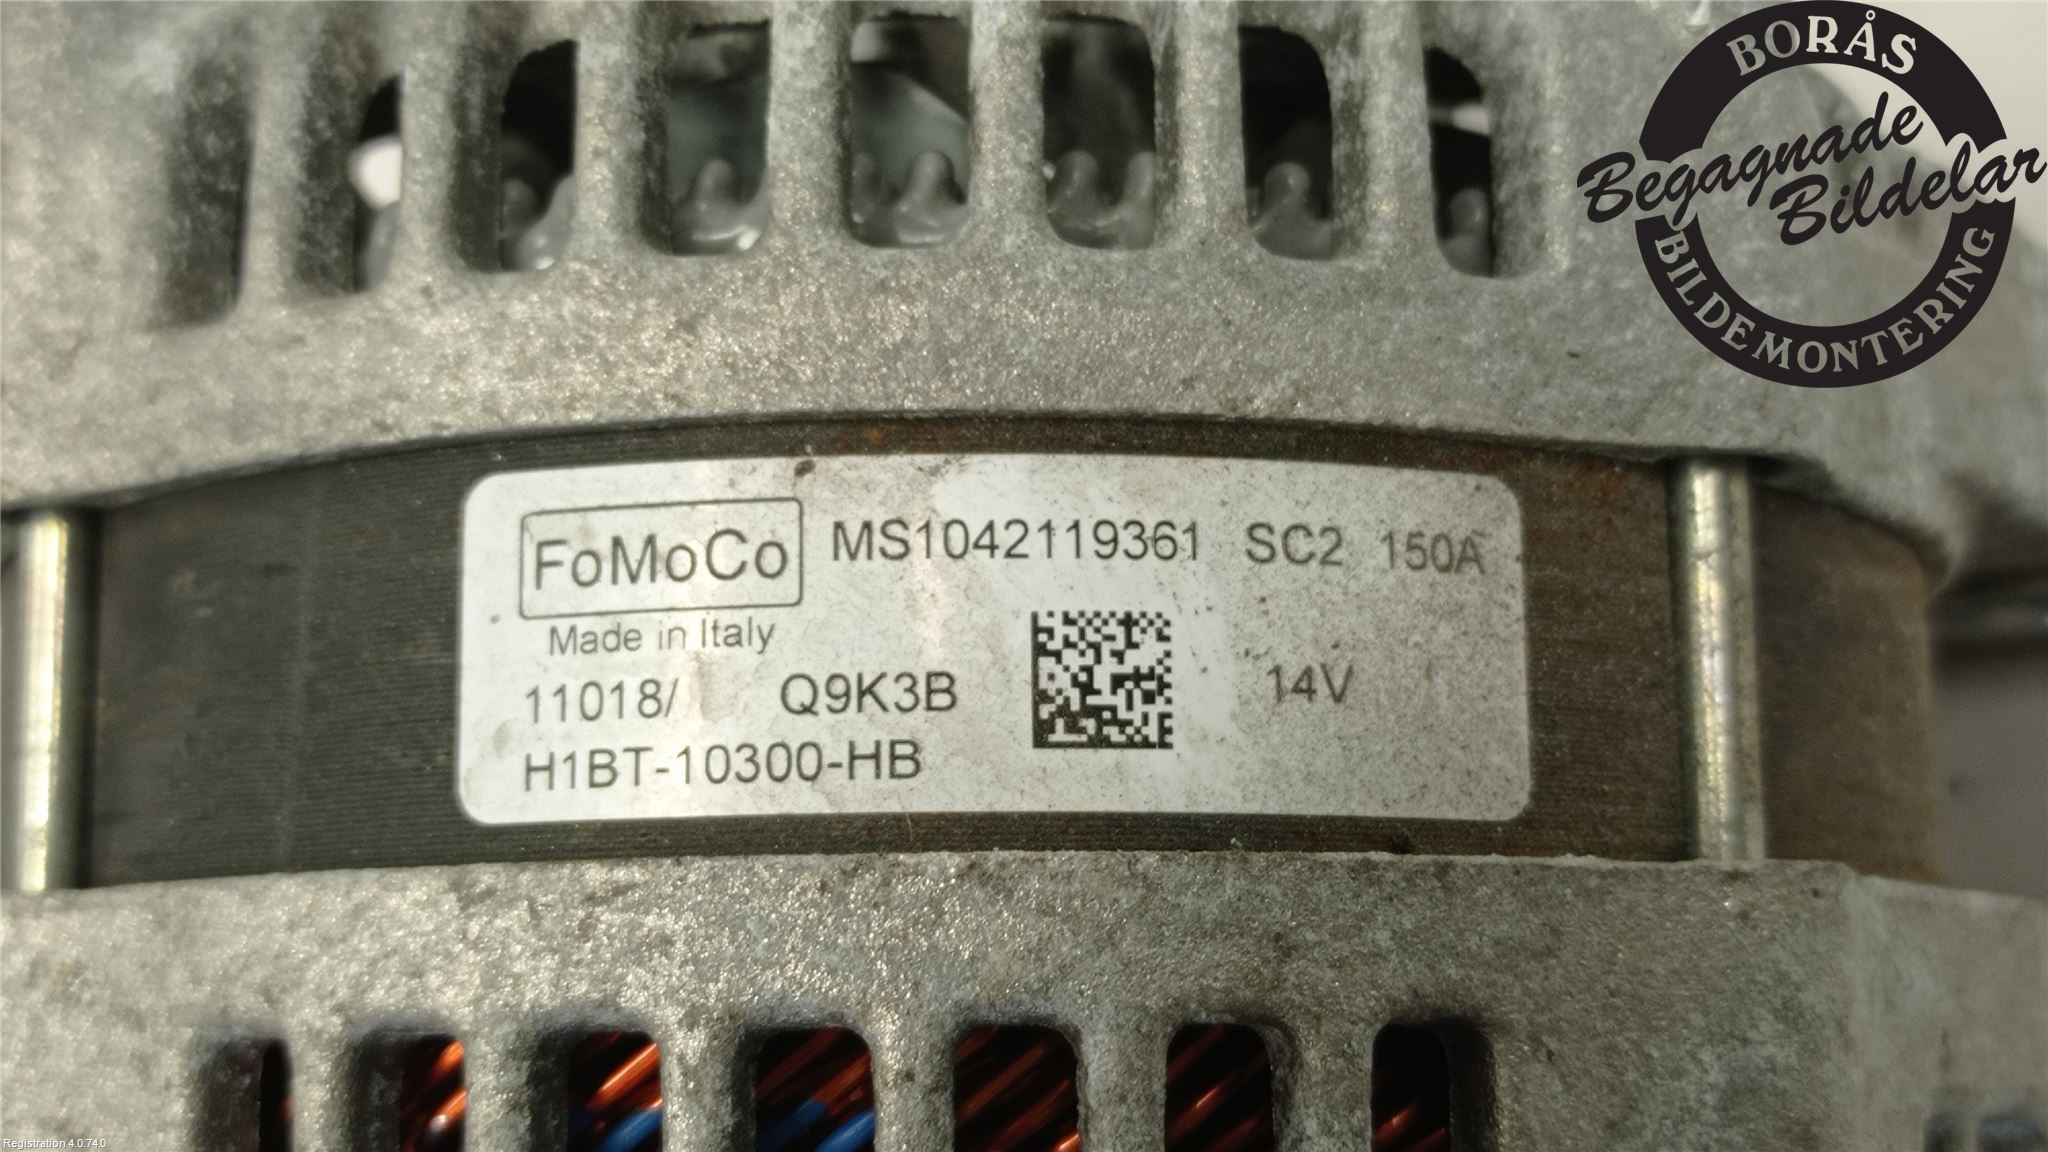 BORÅS
Begagnade
Bildelar
BILDEMONTERING
FoMoCo MS1042119361 SC2 150A
Made in Italy
11018/ Q9K3B 14V
H1BT-10300-HB
Registration 4.0.74.0